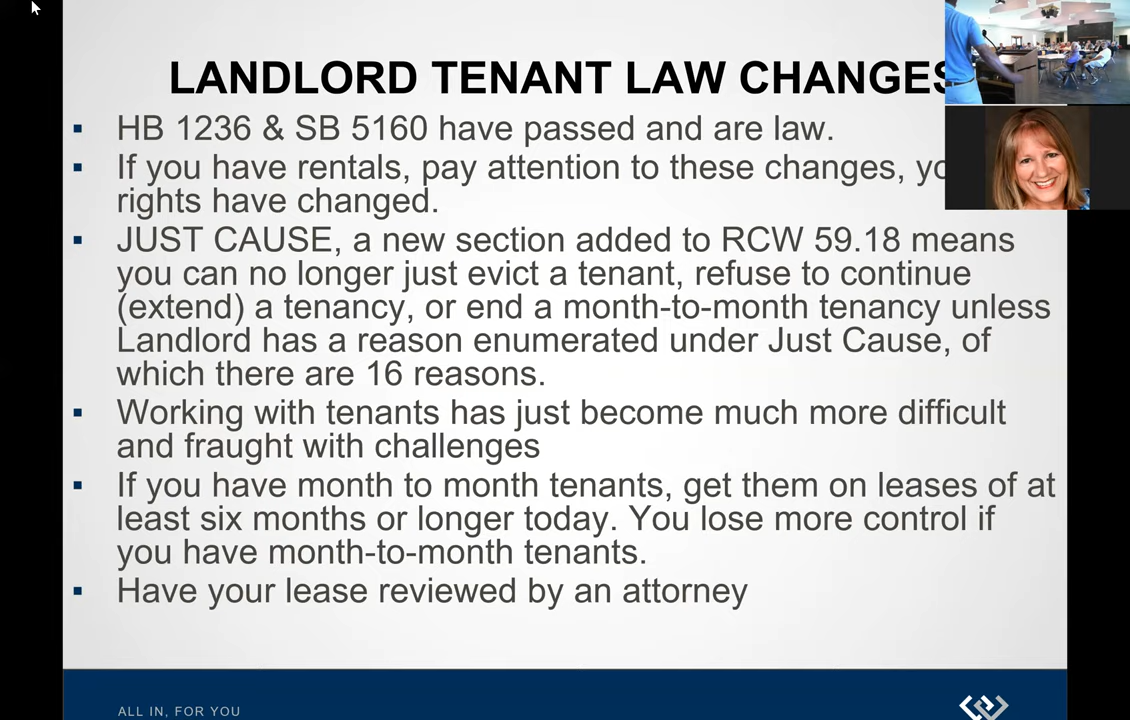 LANDLORD TENANT LAW CHANGES
▪ HB 1236 & SB 5160 have passed and are law.
▪ If you have rentals, pay attention to these changes,
rights have changed.
▪ JUST CAUSE, a new section added to RCW 59.18 means
you can no longer just evict a tenant, refuse to continue
(extend) a tenancy, or end a month-to-month tenancy unless
Landlord has a reason enumerated under Just Cause, of
which there are 16 reasons.
▪ Working with tenants has just become much more difficult
and fraught with challenges
▪ If you have month to month tenants, get them on leases of at
least six months or longer today. You lose more control if
you have month-to-month tenants.
▪ Have your lease reviewed by an attorney
ALL IN, FOR YOU